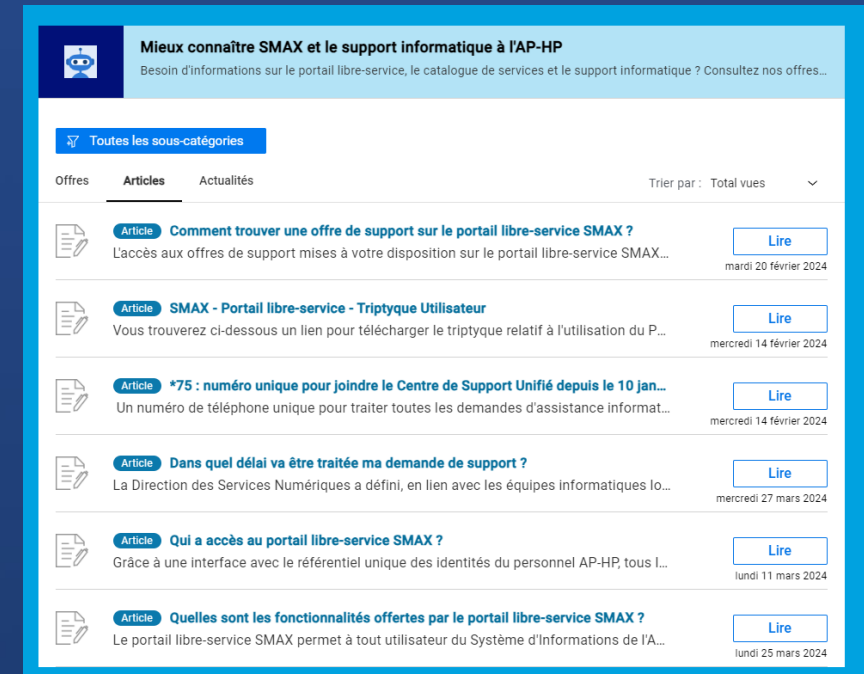 Mieux connaître SMAX et le support informatique à l'AP-HP
Besoin d'informations sur le portail libre-service, le catalogue de services et le support informatique ? Consultez nos offres...
Toutes les sous-catégories
Offres Articles Actualités Trier par : Total vues
Article Comment trouver une offre de support sur le portail libre-service SMAX ?
L'accès aux offres de support mises à votre disposition sur le portail libre-service SMAX...
Lire
mardi 20 février 2024
Article SMAX - Portail libre-service - Triptyque Utilisateur
Vous trouverez ci-dessous un lien pour télécharger le triptyque relatif à l'utilisation du P...
Lire
mercredi 14 février 2024
Article *75 : numéro unique pour joindre le Centre de Support Unifié depuis le 10 jan...
Un numéro de téléphone unique pour traiter toutes les demandes d'assistance informat...
Lire
mercredi 14 février 2024
Article Dans quel délai va être traitée ma demande de support ?
La Direction des Services Numériques a défini, en lien avec les équipes informatiques lo...
Lire
mercredi 27 mars 2024
Article Qui a accès au portail libre-service SMAX ?
Grâce à une interface avec le référentiel unique des identités du personnel AP-HP, tous l...
Lire
lundi 11 mars 2024
Article Quelles sont les fonctionnalités offertes par le portail libre-service SMAX ?
Le portail libre-service SMAX permet à tout utilisateur du Système d'Informations de l'A...
Lire
lundi 25 mars 2024